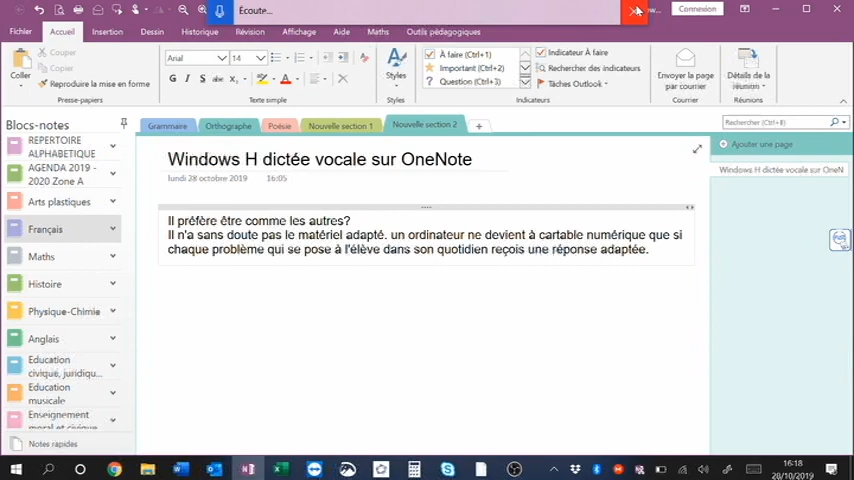 Écoute...
Connexion
Fichier Accueil Insertion Dessin Historique Révision Affichage Aide Maths Outils pédagogiques
Coller
Couper
Copier
Reproduire la mise en forme
Presse-papiers
Arial 14
G I S abc X
Texte simple
Styles
Styles
À faire (Ctrl+1)
Important (Ctrl+2)
Question (Ctrl+3)
Indicateur À faire
Rechercher des indicateurs
Tâches Outlook
Indicateurs
Envoyer la page
par courrier
Courrier
Détails de la
réunion
Réunions
Blocs-notes
Grammaire Orthographe Poésie Nouvelle section 1 Nouvelle section 2 +
Rechercher (Ctrl+E)
Ajouter une page
Windows H dictée vocale sur OneN
REPERTOIRE
ALPHABETIQUE
AGENDA 2019 -
2020 Zone A
Arts plastiques
Français
Maths
Histoire
Physique-Chimie
Anglais
Education
civique, juridiqu...
Education
musicale
Enseignement
moral et civique
Notes rapides
Windows H dictée vocale sur OneNote
lundi 28 octobre 2019 16:05
Il préfère être comme les autres?
Il n'a sans doute pas le matériel adapté. un ordinateur ne devient à cartable numérique que si
chaque problème qui se pose à l'élève dans son quotidien reçois une réponse adaptée.
16:18
28/10/2019